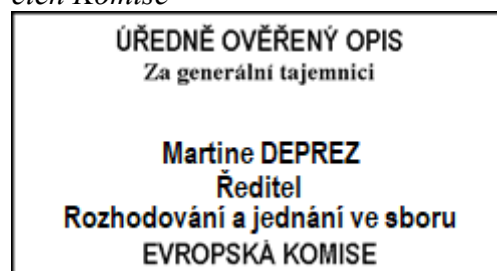 člen Komise
ÚŘEDNĚ OVĚŘENÝ OPIS
Za generální tajemnici
Martine DEPREZ
Ředitel
Rozhodování a jednání ve sboru
EVROPSKÁ KOMISE